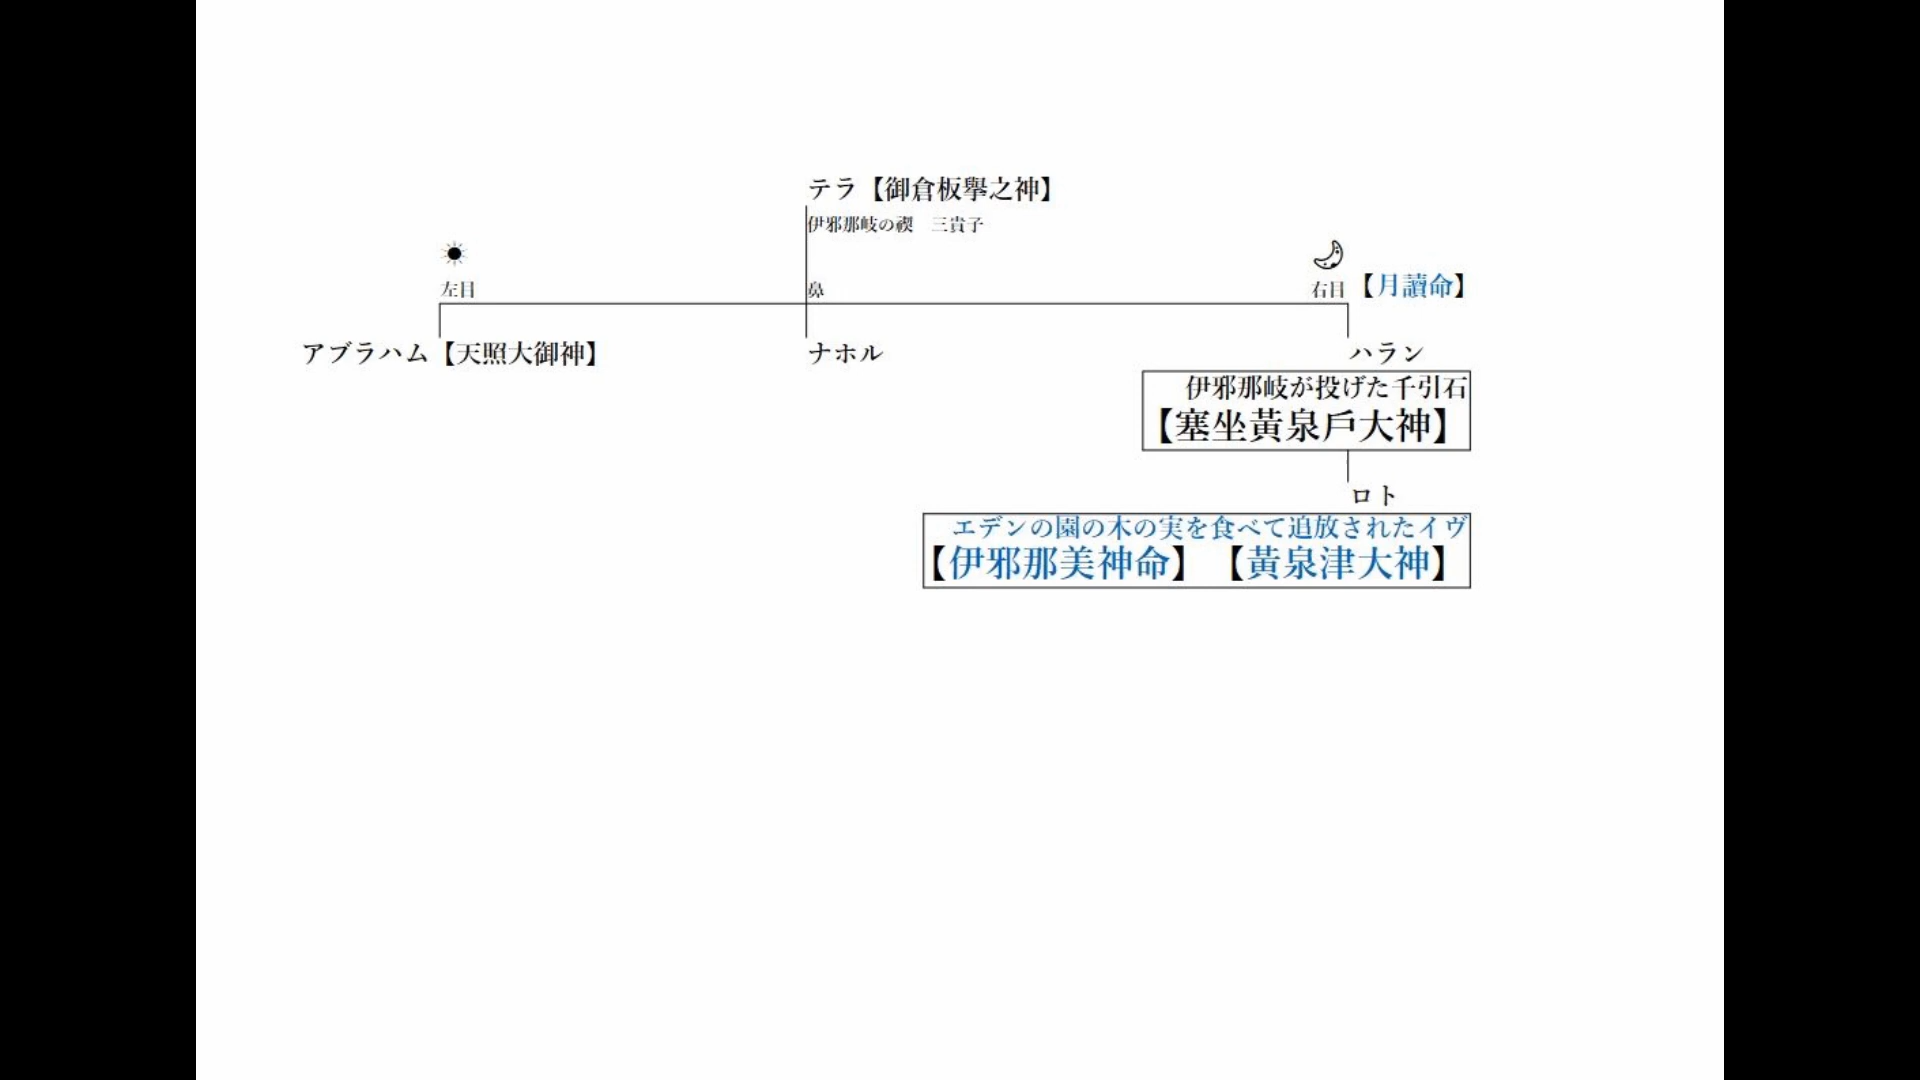 テラ【御倉板擧之神】
伊邪那岐の禊　三貴子
左目
鼻
右目
【月讀命】
アブラハム【天照大御神】
ナホル
ハラン
伊邪那岐が投げた千引石
【塞坐黃泉戶大神】
ロト
エデンの園の木の実を食べて追放されたイヴ
【伊邪那美神命】　【黃泉津大神】